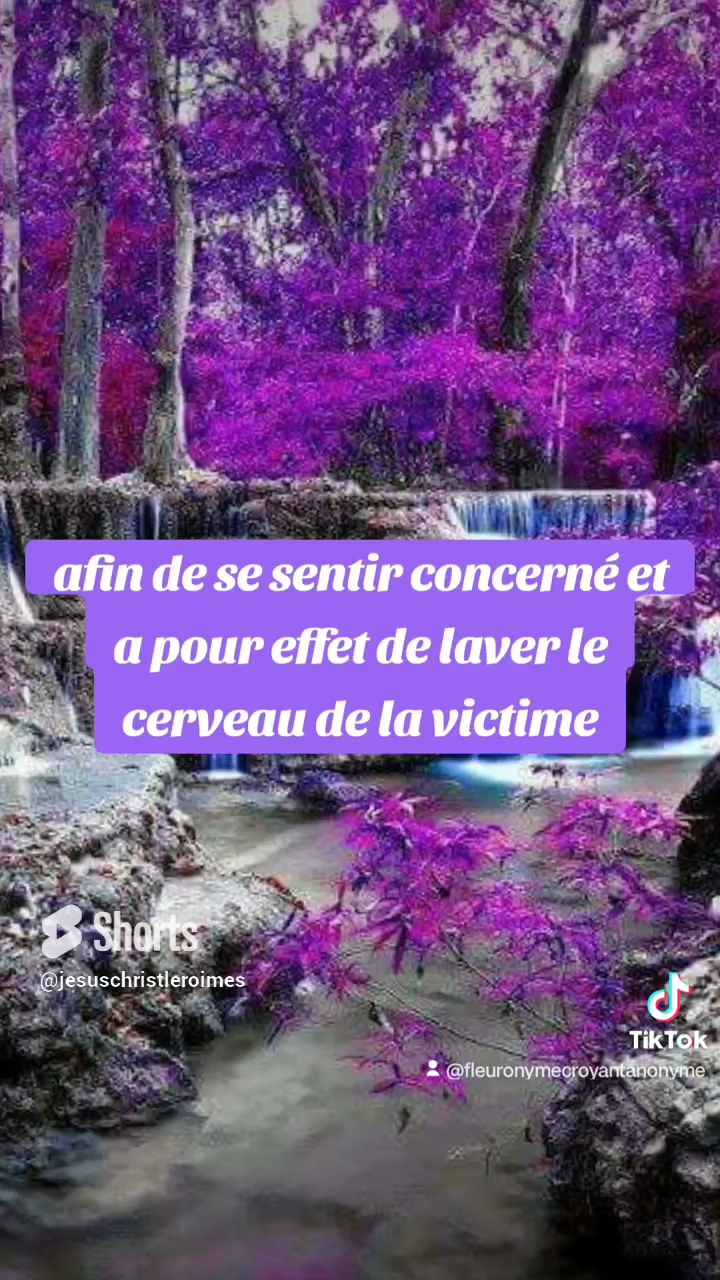 afin de se sentir concerné et
a pour effet de laver le
cerveau de la victime
Shorts
@jesuschristleroimes
TikTok
@fleuronymecroyantanonyme